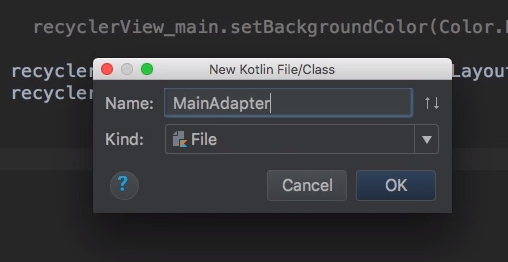 recyclerView_main.setBackgroundColor(Color.
New Kotlin File/Class
recycler
Layout
recycler
Name: MainAdapter
Kind: File
? Cancel OK